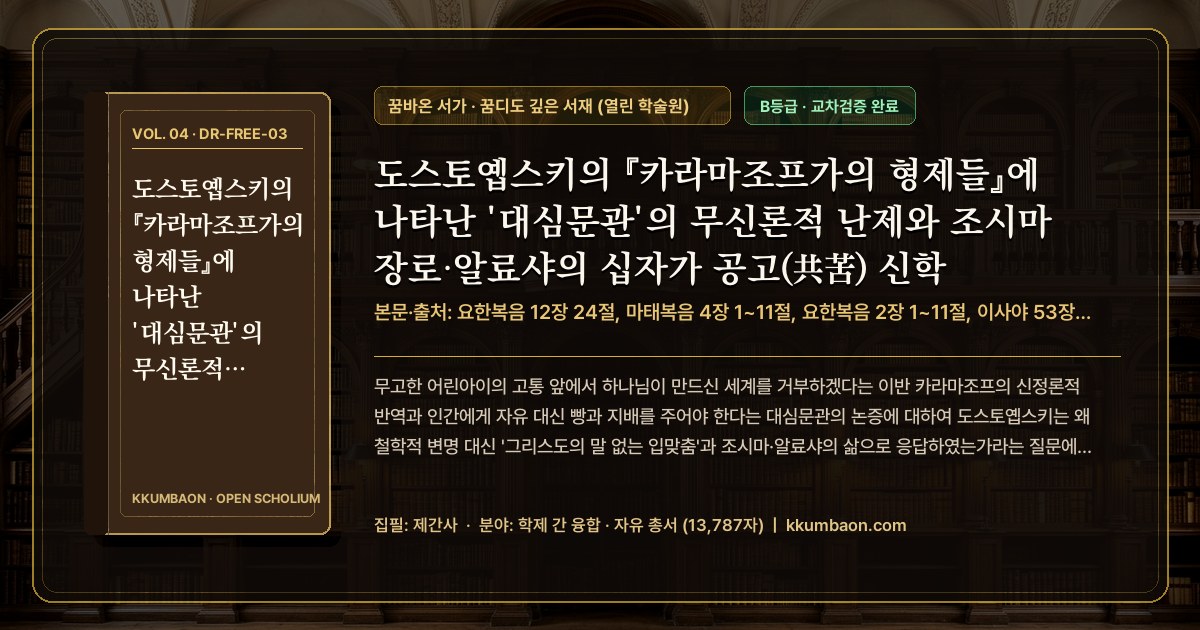 VOL. 04 · DR-FREE-03
도스토옙스키의
『카라마조프가의
형제들』에
나타난
'대심문관'의
무신론적…
KKUMBAON · OPEN SCHOLIUM
꿈바온 서가 · 꿈디도 깊은 서재 (열린 학술원)
B등급 · 교차검증 완료
도스토옙스키의 『카라마조프가의 형제들』에
나타난 '대심문관'의 무신론적 난제와 조시마
장로·알료샤의 십자가 공고(共苦) 신학
본문·출처: 요한복음 12장 24절, 마태복음 4장 1~11절, 요한복음 2장 1~11절, 이사야 53장...
무고한 어린아이의 고통 앞에서 하나님이 만드신 세계를 거부하겠다는 이반 카라마조프의 신정론적
반역과 인간에게 자유 대신 빵과 지배를 주어야 한다는 대심문관의 논증에 대하여 도스토옙스키는 왜
철학적 변명 대신 '그리스도의 말 없는 입맞춤'과 조시마·알료샤의 삶으로 응답하였는가라는 질문에...
집필: 제간사 · 분야: 학제 간 융합 · 자유 총서 (13,787자) | kkumbaon.com